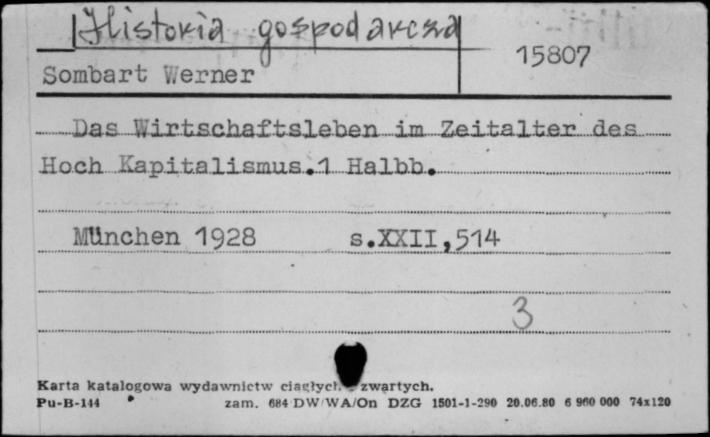 Historia gospodarcza
15807
Sombart Werner
Das Wirtschaftsleben im Zeitalter des
Hoch Kapitalismus.1 Halbb.
München 1928 s.XXII,514
3
Karta katalogowa wydawnictw ciągłych zwartych.
Pu-B-144 zam. 684 DW/WA/On DZG 1501-1-290 20.06.80 6 960 000 74x120